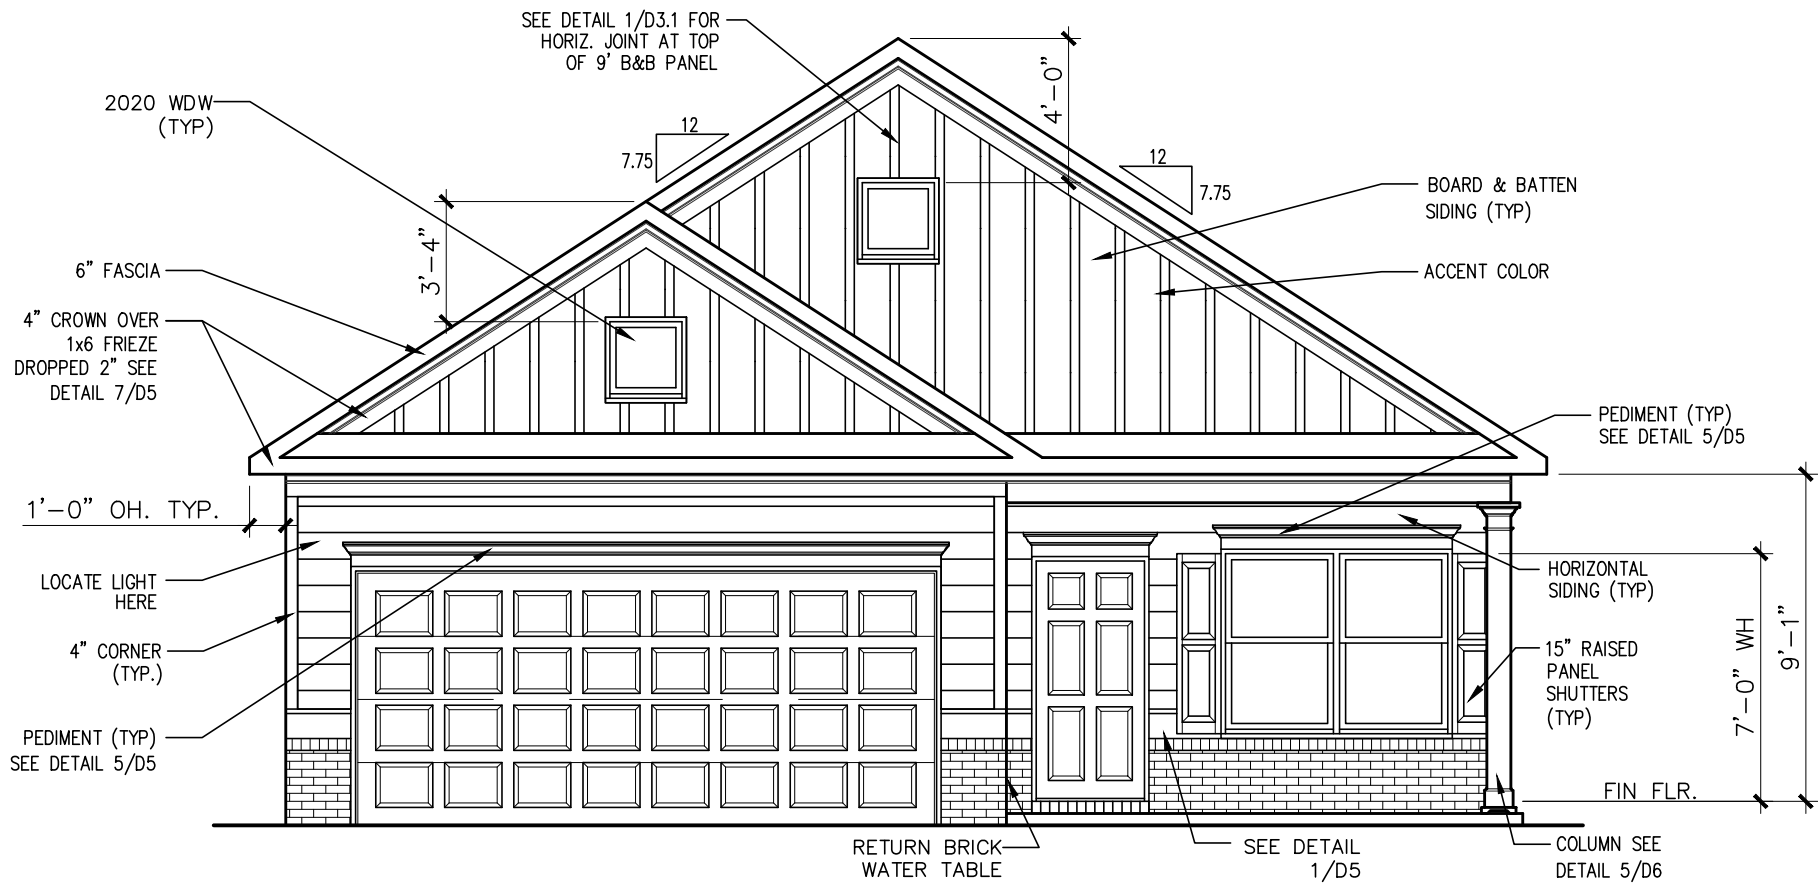 SEE DETAIL 1/D3.1 FOR
HORIZ. JOINT AT TOP
OF 9' B&B PANEL
2020 WDW
(TYP)
12
7.75
4'-0"
12
7.75
BOARD & BATTEN
SIDING (TYP)
ACCENT COLOR
3'-4"
6" FASCIA
4" CROWN OVER
1x6 FRIEZE
DROPPED 2" SEE
DETAIL 7/D5
PEDIMENT (TYP)
SEE DETAIL 5/D5
1'-0" OH. TYP.
LOCATE LIGHT
HERE
4" CORNER
(TYP.)
PEDIMENT (TYP)
SEE DETAIL 5/D5
HORIZONTAL
SIDING (TYP)
15" RAISED
PANEL
SHUTTERS
(TYP)
7'-0" WH
9'-1"
FIN FLR.
RETURN BRICK
WATER TABLE
SEE DETAIL
1/D5
COLUMN SEE
DETAIL 5/D6